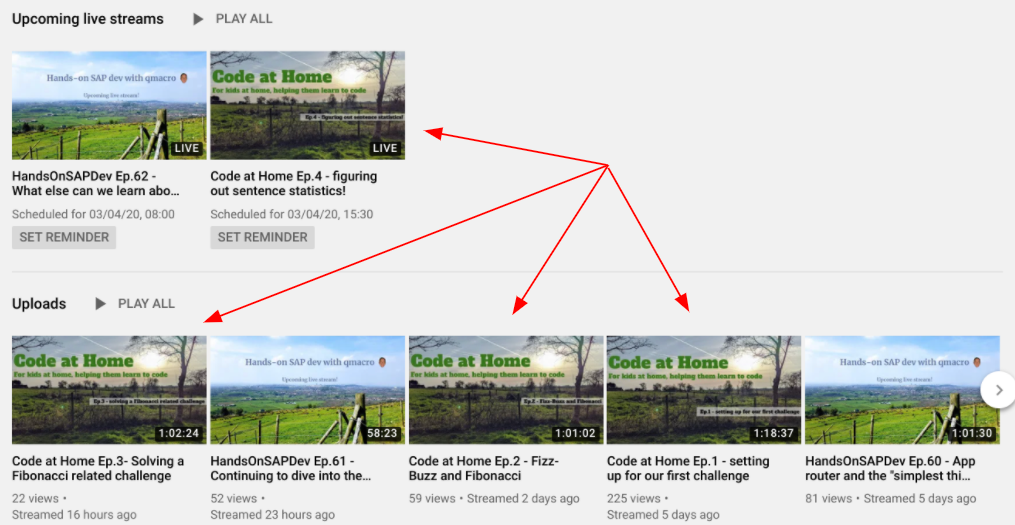 Upcoming live streams
PLAY ALL
Hands-on SAP dev with qmacro
Upcoming live stream!
LIVE
Code at Home
For kids at home, helping them learn to code
Ep.4 - figuring out sentence statistics!
LIVE
HandsOnSAPDev Ep.62 -
What else can we learn abo...
Scheduled for 03/04/20, 08:00
SET REMINDER
Code at Home Ep.4 - figuring
out sentence statistics!
Scheduled for 03/04/20, 15:30
SET REMINDER
Uploads
PLAY ALL
Code at Home
For kids at home, helping them learn to code
Ep.3 - solving a Fibonacci related challenge
1:02:24
Hands-on SAP dev with qmacro
Upcoming live stream!
58:23
Code at Home
For kids at home, helping them learn to code
Ep.2 - Fizz-Buzz and Fibonacci
1:01:02
Code at Home
For kids at home, helping them learn to code
Ep.1 - setting up for our first challenge
1:18:37
Hands-on SAP dev with qmacro
Upcoming live stream!
1:01:30
Code at Home Ep.3- Solving a
Fibonacci related challenge
22 views •
Streamed 16 hours ago
HandsOnSAPDev Ep.61 -
Continuing to dive into the...
52 views •
Streamed 23 hours ago
Code at Home Ep.2 - Fizz-
Buzz and Fibonacci
59 views • Streamed 2 days ago
Code at Home Ep.1 - setting
up for our first challenge
225 views •
Streamed 5 days ago
HandsOnSAPDev Ep.60 - App
router and the "simplest thi...
81 views • Streamed 5 days ago